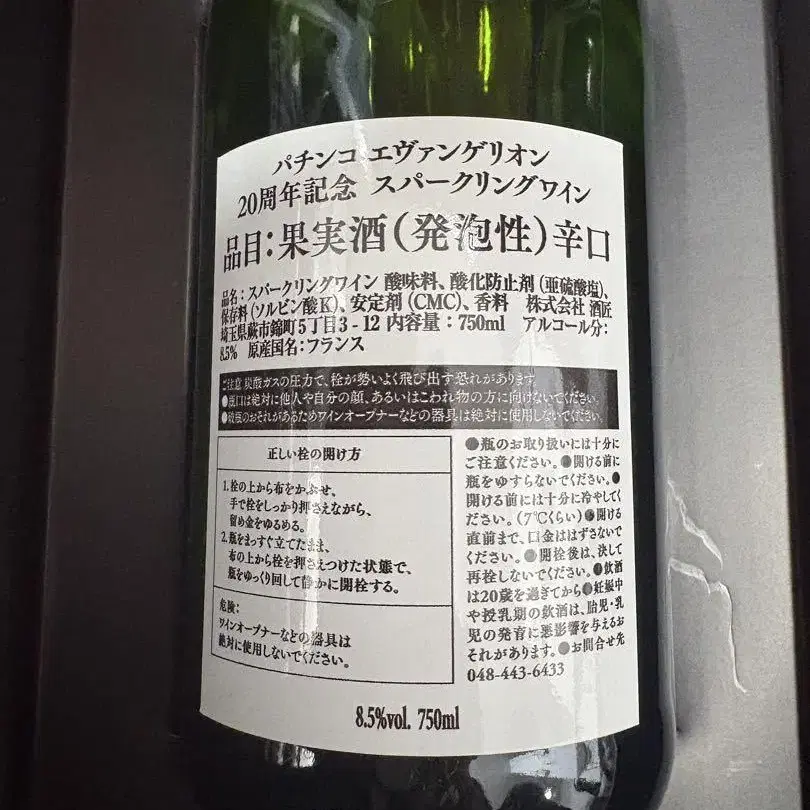 パチンコ エヴァンゲリオン
20周年記念 スパークリングワイン
品目:果実酒(発泡性)辛口
品名:スパークリングワイン 酸味料、酸化防止剤(亜硫酸塩)、
保存料(ソルビン酸K)、安定剤(CMC)、香料 株式会社 酒匠
埼玉県蕨市錦町5丁目3-12 内容量:750ml アルコール分:
8.5% 原産国名:フランス
ご注意 炭酸ガスの圧力で、栓が勢いよく飛び出す恐れがあります。
●瓶口は絶対に他人や自分の顔、あるいはこわれ物の方に向けないでください。
●破瓶のおそれがあるためワインオープナーなどの器具は絶対に使用しないでください。
正しい栓の開け方
1.栓の上から布をかぶせ、
手で栓をしっかり押さえながら、
留め金をゆるめる。
2.瓶をまっすぐ立てたまま、
布の上から栓を押さえつけた状態で、
瓶をゆっくり回して静かに開栓する。
危険:
ワインオープナーなどの器具は
絶対に使用しないでください。
●瓶のお取り扱いには十分に
ご注意ください。●開ける前に
瓶をゆすらないでください。●
開ける前には十分に冷やしてく
ださい。(7℃くらい)●開ける
直前まで、口金ははずさないで
ください。●開栓後は、決して
再栓しないでください。●飲酒
は20歳を過ぎてから●妊娠中
や授乳期の飲酒は、胎児・乳
児の発育に悪影響を与えるお
それがあります。●お問合せ先
048-443-6433
8.5%vol. 750ml